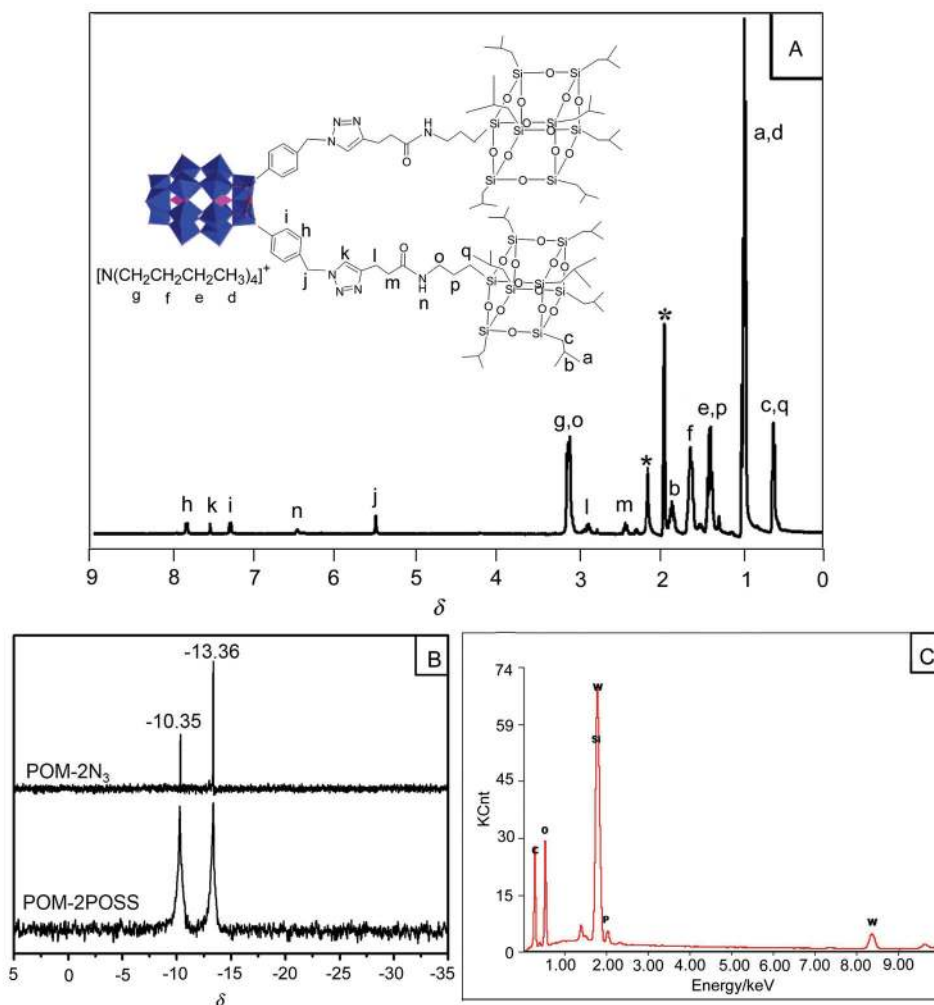 A
a,d
N=N
N
N
H
O
Si O Si
i
h
k
l
m
j
N
N=N
O
N
H
n
o
p
q
c
b
a
[N(CH2CH2CH2CH3)4]+
g f e d
h k i n j g,o l m * * b f e,p a,d c,q
9 8 7 6 5 4 3 2 1 0
δ
B
-13.36
-10.35
POM-2N3
POM-2POSS
5 0 -5 -10 -15 -20 -25 -30 -35
δ
C
KCnt
74
59
45
30
15
0
C
O
W
Si
P
W
1.00 2.00 3.00 4.00 5.00 6.00 7.00 8.00 9.00
Energy/keV